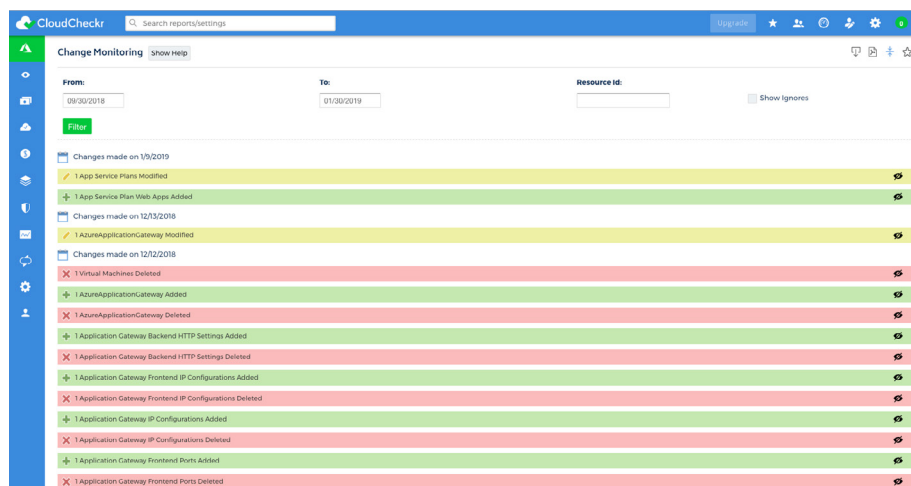 CloudCheckr
Search reports/settings
Upgrade
0
Change Monitoring Show Help
From: To: Resource Id:
09/30/2018 01/30/2019 Show Ignores
Filter
Changes made on 1/9/2019
1 App Service Plans Modified
1 App Service Plan Web Apps Added
Changes made on 12/13/2018
1 AzureApplicationGateway Modified
Changes made on 12/12/2018
1 Virtual Machines Deleted
1 AzureApplicationGateway Added
1 AzureApplicationGateway Deleted
1 Application Gateway Backend HTTP Settings Added
1 Application Gateway Backend HTTP Settings Deleted
1 Application Gateway Frontend IP Configurations Added
1 Application Gateway Frontend IP Configurations Deleted
1 Application Gateway IP Configurations Added
1 Application Gateway IP Configurations Deleted
1 Application Gateway Frontend Ports Added
1 Application Gateway Frontend Ports Deleted